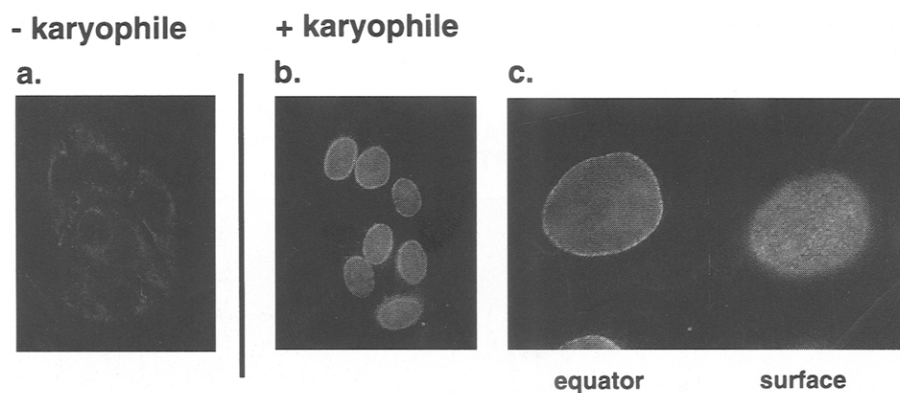 - karyophile
+ karyophile
a.
b.
c.
equator
surface